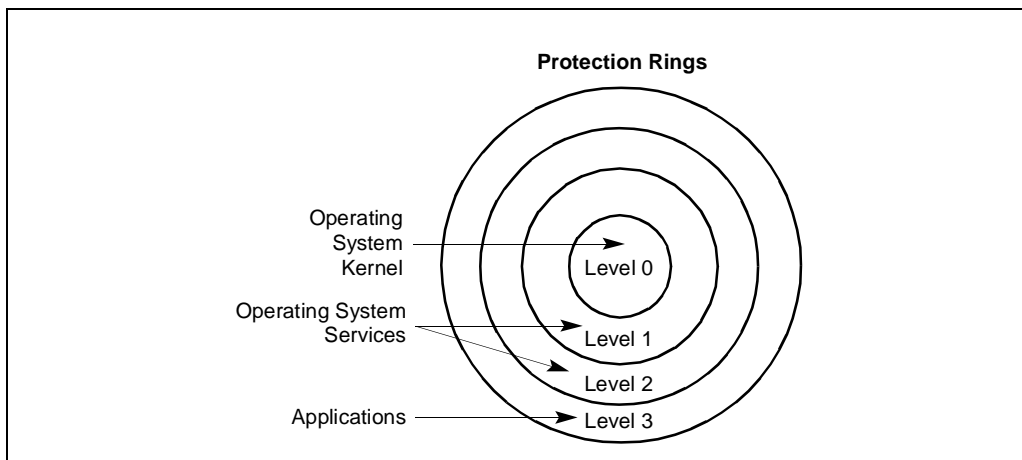 Protection Rings
Operating
System
Kernel
Level 0
Operating System
Services
Level 1
Level 2
Applications
Level 3